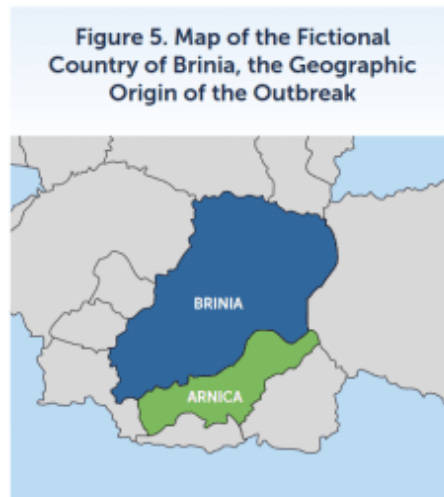 Figure 5. Map of the Fictional
Country of Brinia, the Geographic
Origin of the Outbreak
BRINIA
ARNICA